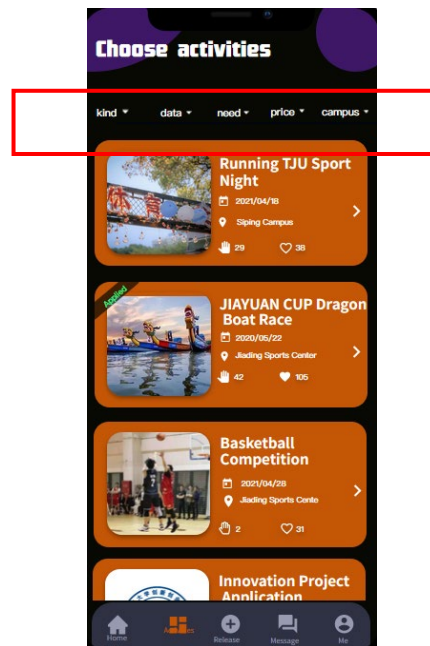 Choose activities
kind data need price campus
Running TJU Sport
Night
2021/04/16
Siping Campus
29 38
Applied
JIAYUAN CUP Dragon
Boat Race
2020/05/22
Jiading Sports Center
42 105
Basketball
Competition
2021/04/28
Jiading Sports Cente
2 31
Innovation Project
Application
Home Release Message Me